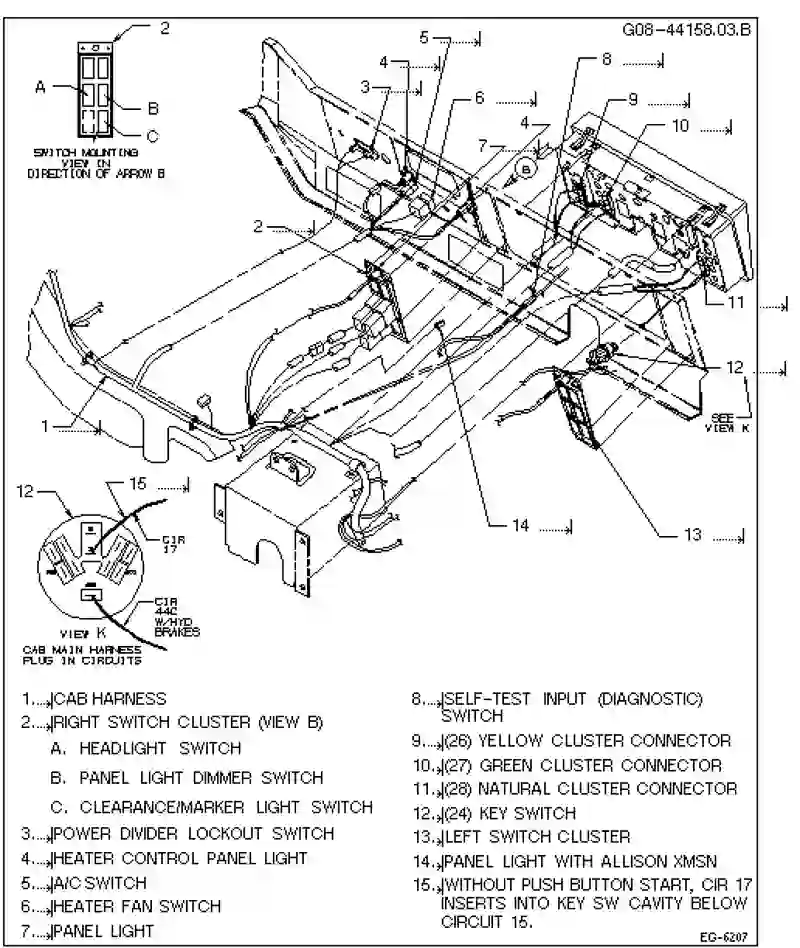 G08-44158.03.B
2
A
B
C
SWITCH MOUNTING
VIEW IN
DIRECTION OF ARROW B
5
4
3
6
8
9
4
10
7
B
2
11
12
SEE
VIEW K
1
14
13
12
15
CIR
17
CIR
44C
W/HYD
BRAKES
VIEW K
CAB MAIN HARNESS
PLUG IN CIRCUITS
1. CAB HARNESS
2. RIGHT SWITCH CLUSTER (VIEW B)
A. HEADLIGHT SWITCH
B. PANEL LIGHT DIMMER SWITCH
C. CLEARANCE/MARKER LIGHT SWITCH
3. POWER DIVIDER LOCKOUT SWITCH
4. HEATER CONTROL PANEL LIGHT
5. A/C SWITCH
6. HEATER FAN SWITCH
7. PANEL LIGHT
8. SELF-TEST INPUT (DIAGNOSTIC)
SWITCH
9. (26) YELLOW CLUSTER CONNECTOR
10. (27) GREEN CLUSTER CONNECTOR
11. (28) NATURAL CLUSTER CONNECTOR
12. (24) KEY SWITCH
13. LEFT SWITCH CLUSTER
14. PANEL LIGHT WITH ALLISON XMSN
15. WITHOUT PUSH BUTTON START, CIR 17
INSERTS INTO KEY SW CAVITY BELOW
CIRCUIT 15.
EG-6207